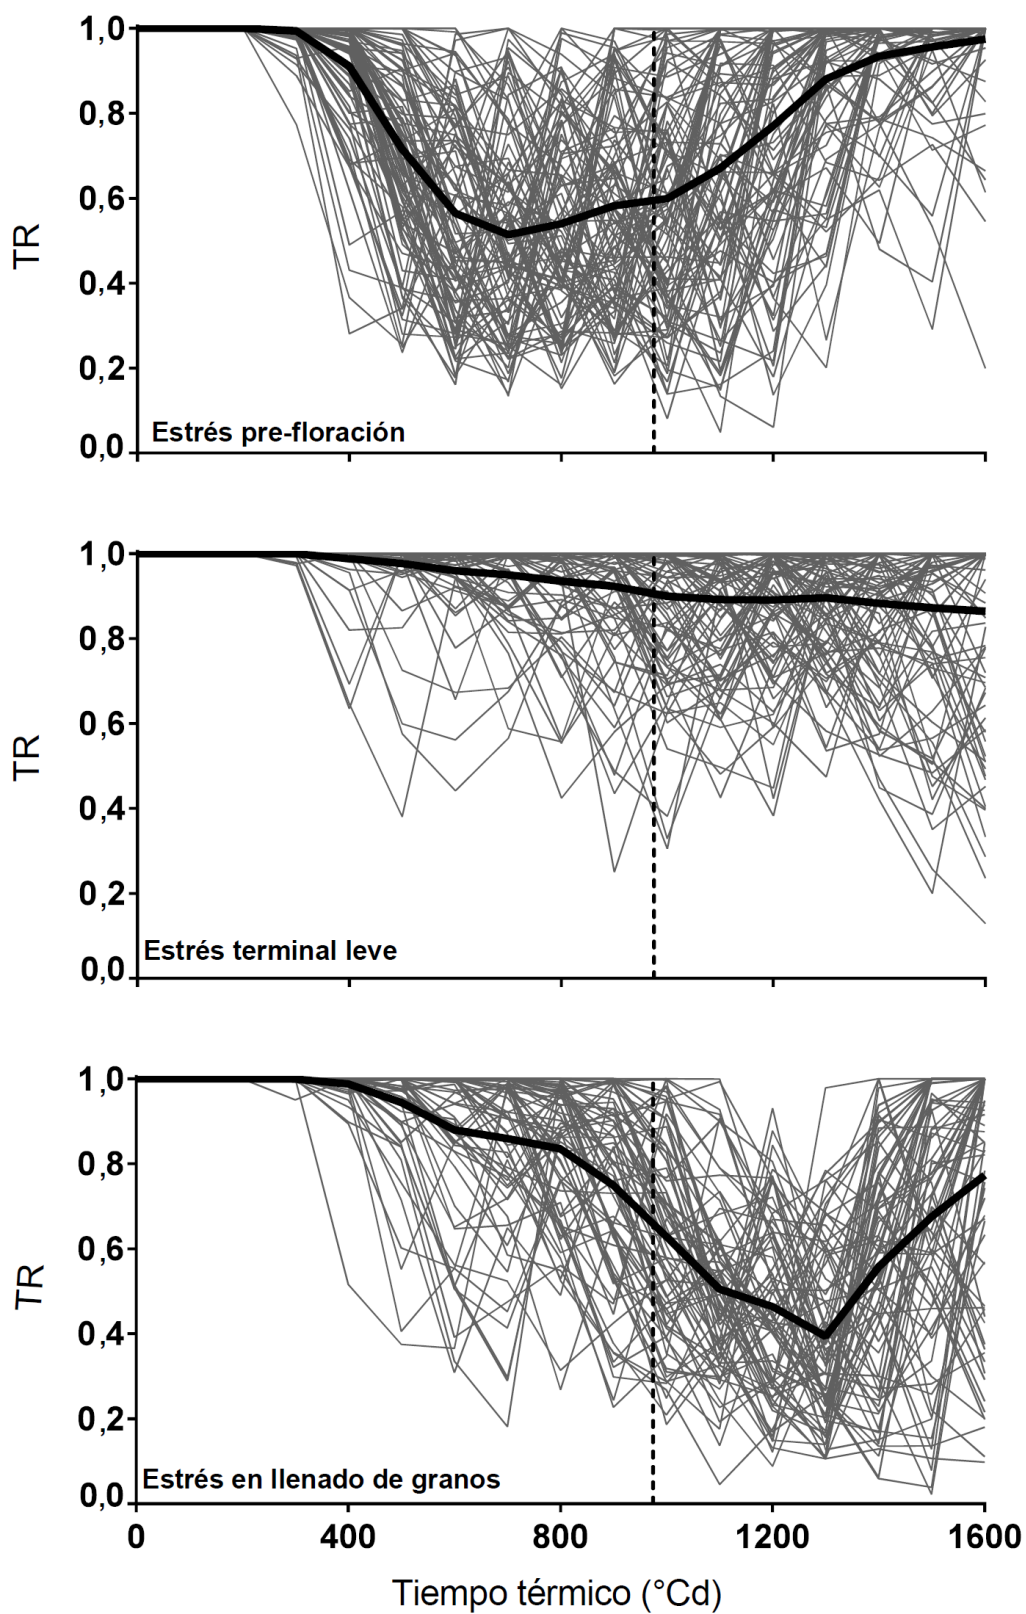 1,0
0,8
0,6
0,4
0,2
0,0
TR
Estrés pre-floración
1,0
0,8
0,6
0,4
0,2
0,0
TR
Estrés terminal leve
1,0
0,8
0,6
0,4
0,2
0,0
TR
Estrés en llenado de granos
0 400 800 1200 1600
Tiempo térmico (°Cd)